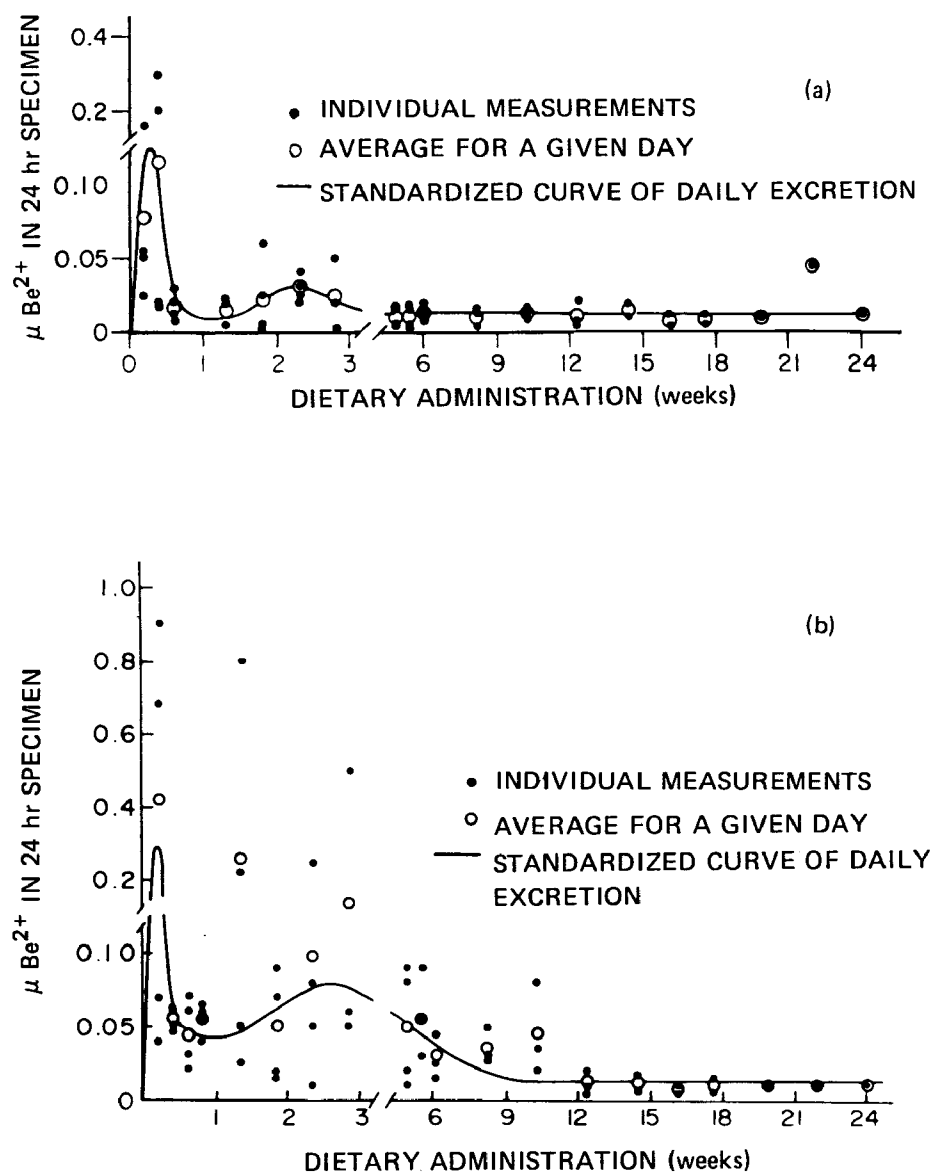 (a)
μ Be2+ IN 24 hr SPECIMEN
0.4
0.2
0.10
0.05
0
● INDIVIDUAL MEASUREMENTS
○ AVERAGE FOR A GIVEN DAY
— STANDARDIZED CURVE OF DAILY EXCRETION
0 1 2 3 6 9 12 15 18 21 24
DIETARY ADMINISTRATION (weeks)
(b)
μ Be2+ IN 24 hr SPECIMEN
1.0
0.8
0.6
0.4
0.2
0.10
0.05
0
● INDIVIDUAL MEASUREMENTS
○ AVERAGE FOR A GIVEN DAY
— STANDARDIZED CURVE OF DAILY
EXCRETION
1 2 3 6 9 12 15 18 21 24
DIETARY ADMINISTRATION (weeks)